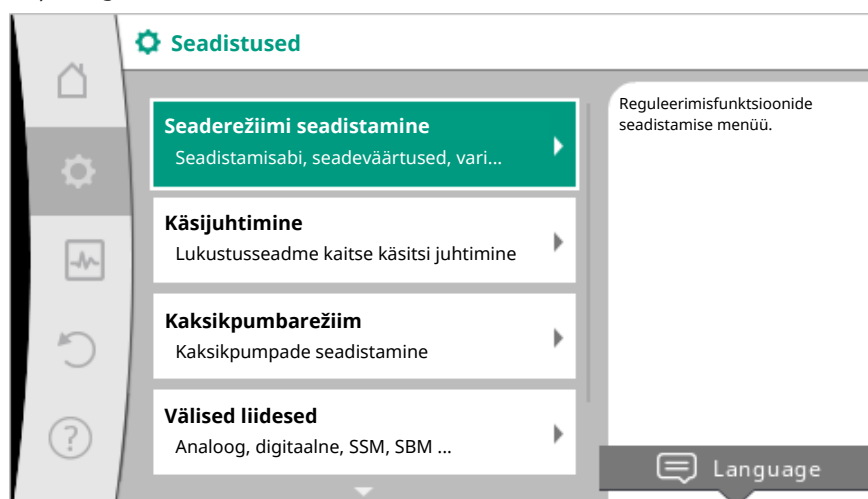 Seadistused
Seaderežiimi seadistamine
Seadistamisabi, seadeväärtused, vari...
Käsijuhtimine
Lukustusseadme kaitse käsitsi juhtimine
Kaksikpumbarežiim
Kaksikpumpade seadistamine
Välised liidesed
Analoog, digitaalne, SSM, SBM ...
Reguleerimisfunktsioonide
seadistamise menüü.
Language